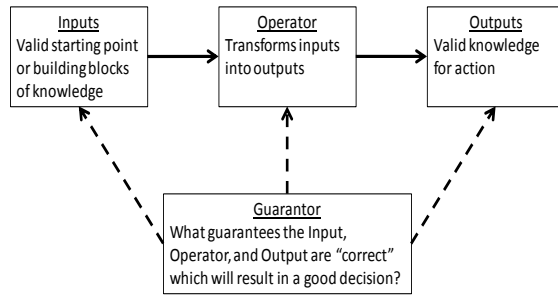 Inputs
Valid starting point
or building blocks
of knowledge
Operator
Transforms inputs
into outputs
Outputs
Valid knowledge
for action
Guarantor
What guarantees the Input,
Operator, and Output are “correct”
which will result in a good decision?